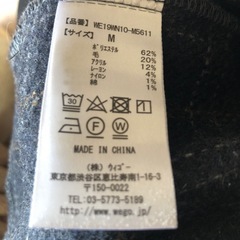 【品番】 WE19WN10-MS611
【サイズ】 M
ポリエステル 62%
毛 20%
アクリル 12%
レーヨン 4%
ナイロン 1%
綿 1%
30
W
MADE IN CHINA
(株) ウィゴー
東京都渋谷区恵比寿南1-16-3
〒150-0022
TEL 03-5773-5189
http://www.wego.jp/